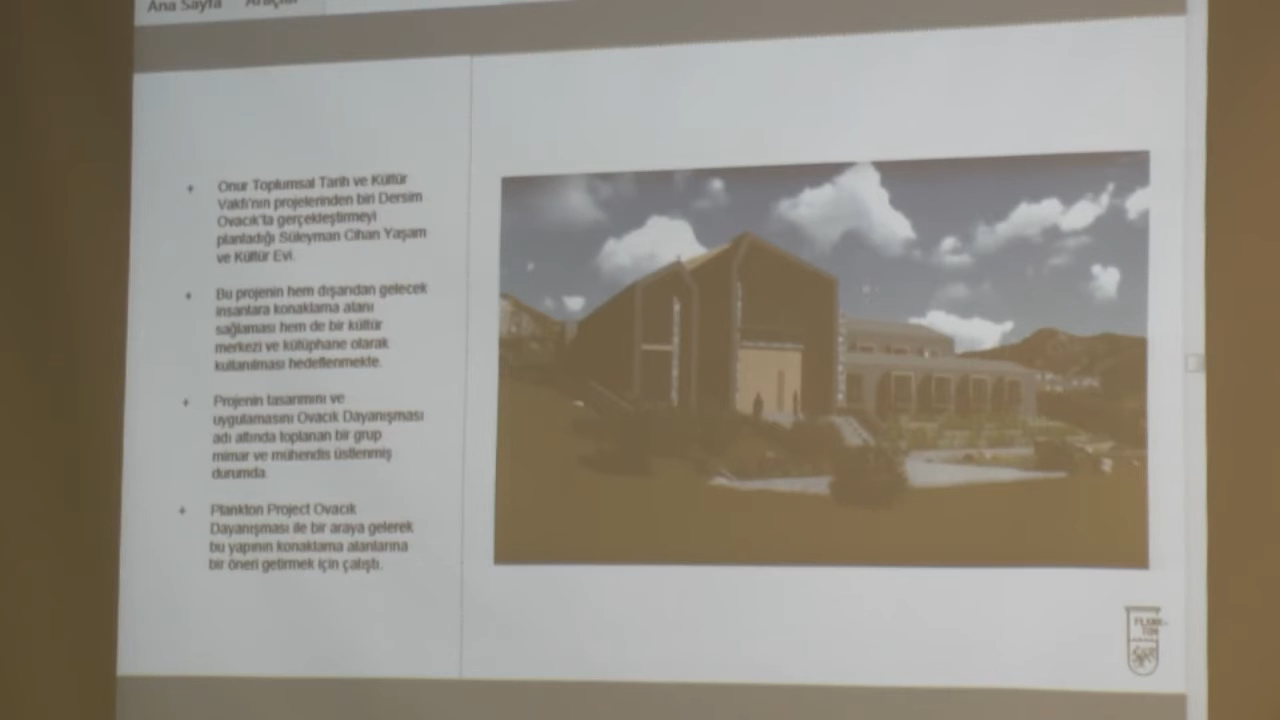 Ana Sayfa Araçlar
+ Onur Toplumsal Tarih ve Kültür
Vakfı'nın projelerinden biri Dersim
Ovacık'ta gerçekleştirmeyi
planladığı Süleyman Cihan Yaşam
ve Kültür Evi.
+ Bu projenin hem dışarıdan gelecek
insanlara konaklama alanı
sağlaması hem de bir kültür
merkezi ve kütüphane olarak
kullanılması hedeflenmekte.
+ Projenin tasarımını ve
uygulamasını Ovacık Dayanışması
adı altında toplanan bir grup
mimar ve mühendis üstlenmiş
durumda.
+ Plankton Project Ovacık
Dayanışması ile bir araya gelerek
bu yapının konaklama alanlarına
bir öneri getirmek için çalıştı.
PLANK-
TON